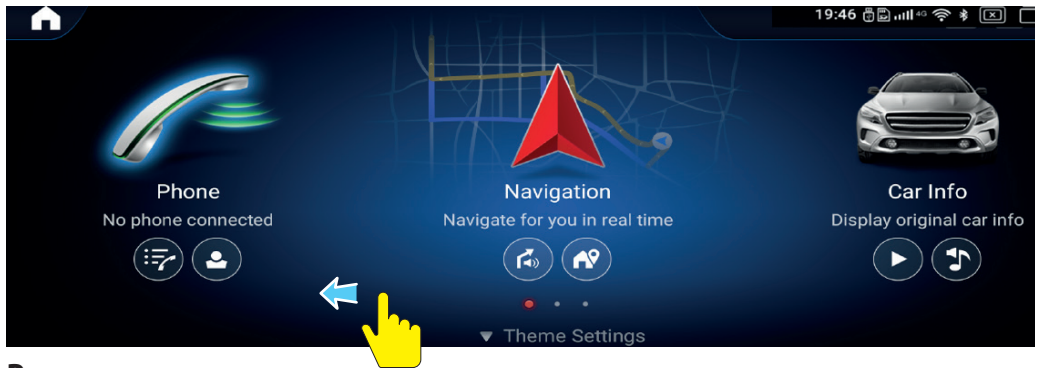 19:46 4G
Phone
Navigation
Car Info
No phone connected
Navigate for you in real time
Display original car info
Theme Settings